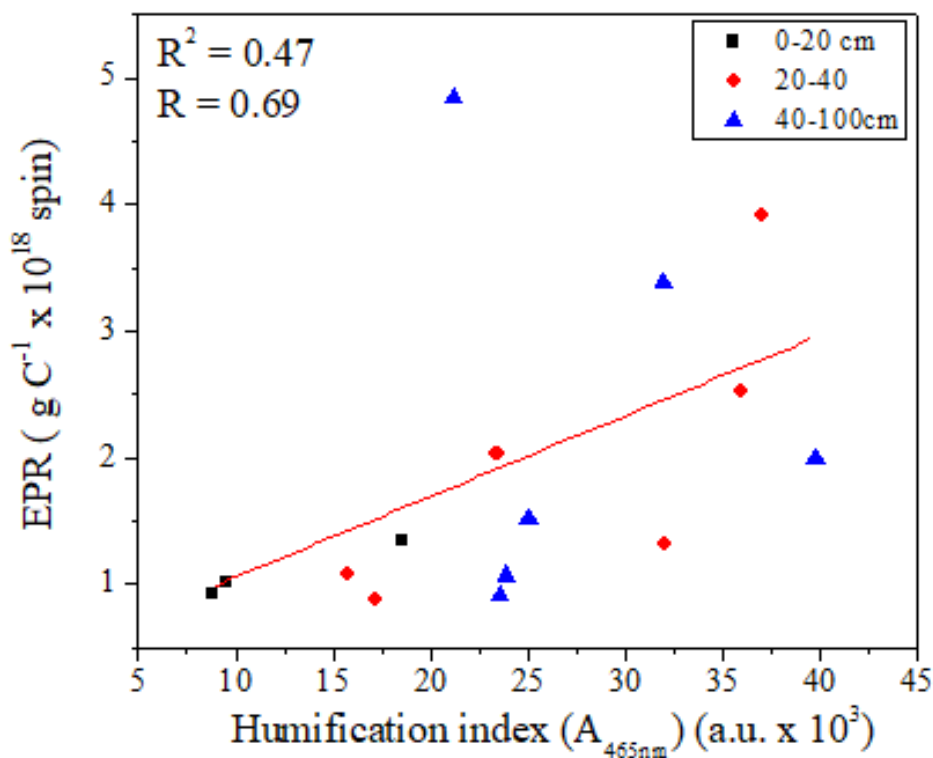 R² = 0.47
R = 0.69
0-20 cm
20-40
40-100cm
EPR ( g C⁻¹ x 10¹⁸ spin)
5
4
3
2
1
5 10 15 20 25 30 35 40 45
Humification index (A₄₆₅ₙₘ) (a.u. x 10³)